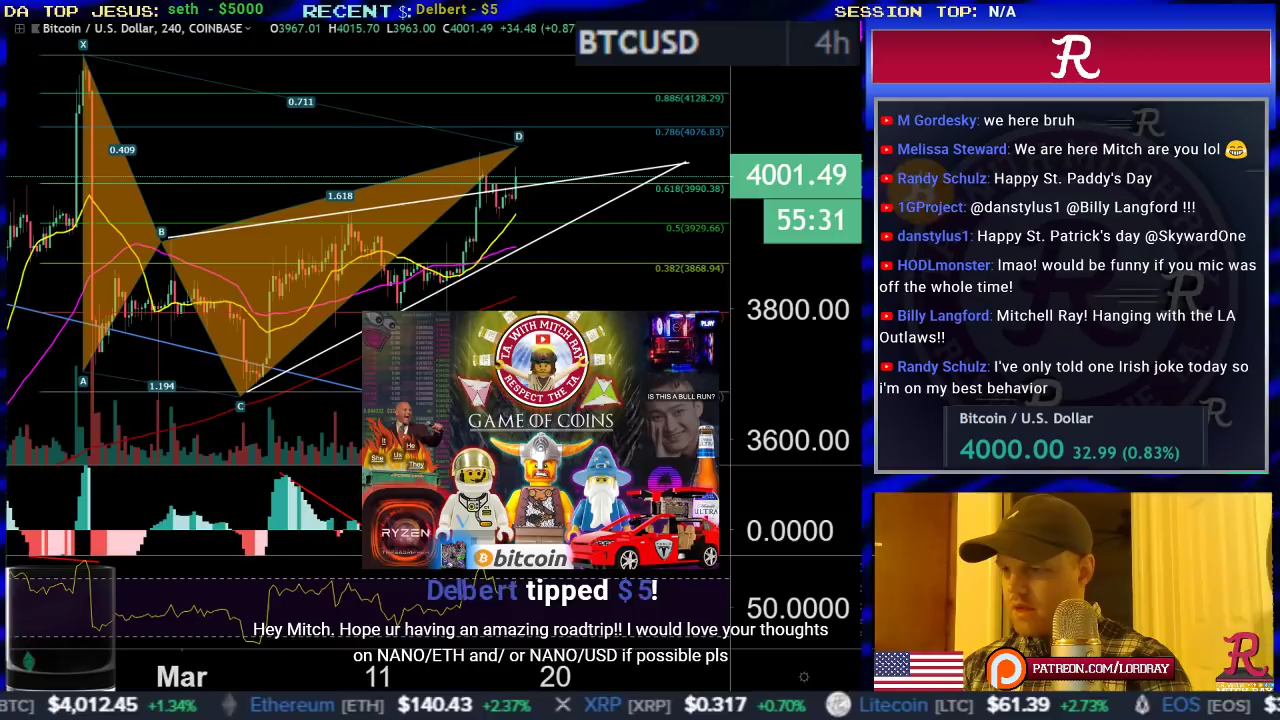 DA TOP JESUS: seth - $5000
RECENT $: Delbert - $5
SESSION TOP: N/A
Bitcoin / U.S. Dollar, 240, COINBASE O3967.01 H4015.70 L3963.00 C4001.49 +34.48 (+0.87
BTCUSD 4h
X
0.886(4128.29)
0.711
0.786(4076.83)
D
0.409
4001.49
0.618(3990.38)
1.618
55:31
B
0.5(3929.66)
0.382(3868.94)
3800.00
A
1.194
C
3600.00
0.0000
50.0000
Mar
11
20
T.A. WITH MITCH RAY
RESPECT THE TA
GAME OF COINS
PLAY
IS THIS A BULL RUN?
It
He
She
Us
They
RYZEN
ULTRA
bitcoin
Delbert tipped $5!
Hey Mitch. Hope ur having an amazing roadtrip!! I would love your thoughts
on NANO/ETH and/ or NANO/USD if possible pls
R
M Gordesky: we here bruh
Melissa Steward: We are here Mitch are you lol 😂
Randy Schulz: Happy St. Paddy's Day
1GProject: @danstylus1 @Billy Langford !!!
danstylus1: Happy St. Patrick's day @SkywardOne
HODLmonster: lmao! would be funny if you mic was
off the whole time!
Billy Langford: Mitchell Ray! Hanging with the LA
Outlaws!!
Randy Schulz: I've only told one Irish joke today so
i'm on my best behavior
Bitcoin / U.S. Dollar
4000.00 32.99 (0.83%)
PATREON.COM/LORDRAY
R
BTC] $4,012.45 +1.34% Ethereum [ETH] $140.43 +2.37% XRP [XRP] $0.317 +0.70% Litecoin [LTC] $61.39 +2.73% EOS [EOS]